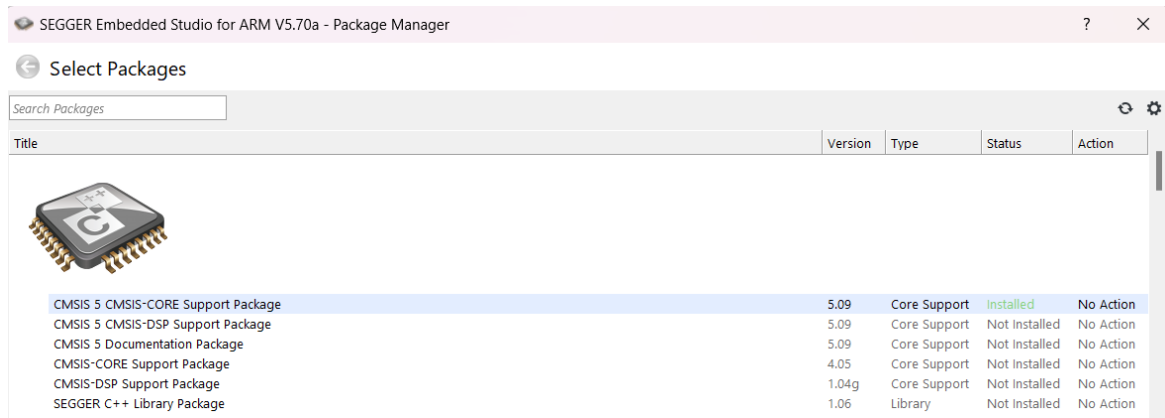 SEGGER Embedded Studio for ARM V5.70a - Package Manager ?
Select Packages
Search Packages
Title Version Type Status Action
++
C
CMSIS 5 CMSIS-CORE Support Package 5.09 Core Support Installed No Action
CMSIS 5 CMSIS-DSP Support Package 5.09 Core Support Not Installed No Action
CMSIS 5 Documentation Package 5.09 Core Support Not Installed No Action
CMSIS-CORE Support Package 4.05 Core Support Not Installed No Action
CMSIS-DSP Support Package 1.04g Core Support Not Installed No Action
SEGGER C++ Library Package 1.06 Library Not Installed No Action